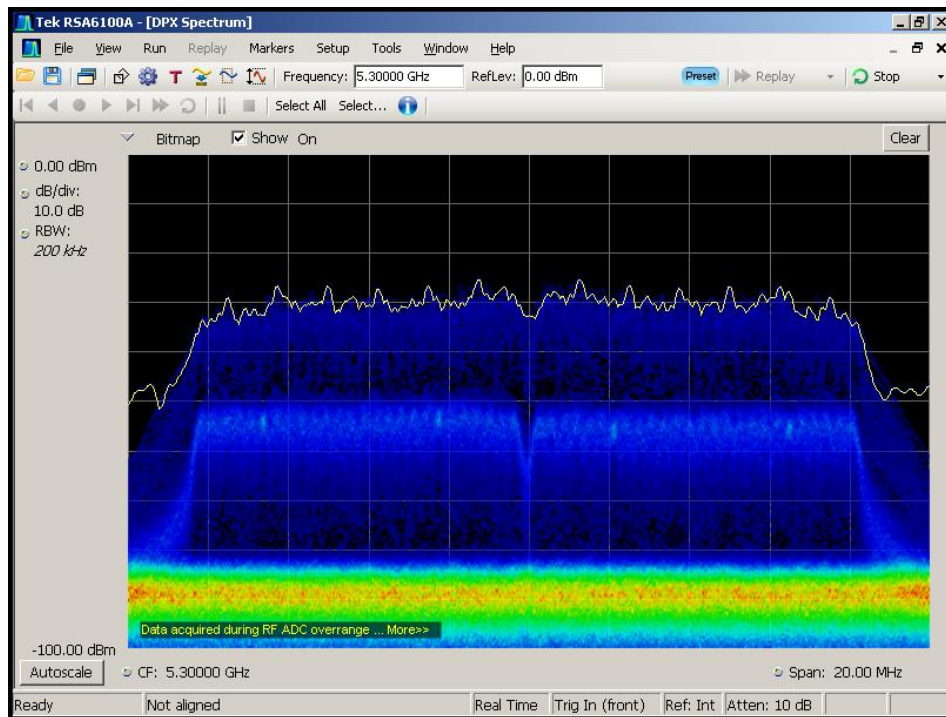 Tek RSA6100A - [DPX Spectrum]
File View Run Replay Markers Setup Tools Window Help
T Frequency: 5.30000 GHz RefLev: 0.00 dBm Preset Replay Stop
Select All Select...
Bitmap Show On Clear
0.00 dBm
dB/div:
10.0 dB
RBW:
200 kHz
Data acquired during RF ADC overrange ... More>>
-100.00 dBm
Autoscale CF: 5.30000 GHz Span: 20.00 MHz
Ready Not aligned Real Time Trig In (front) Ref: Int Atten: 10 dB